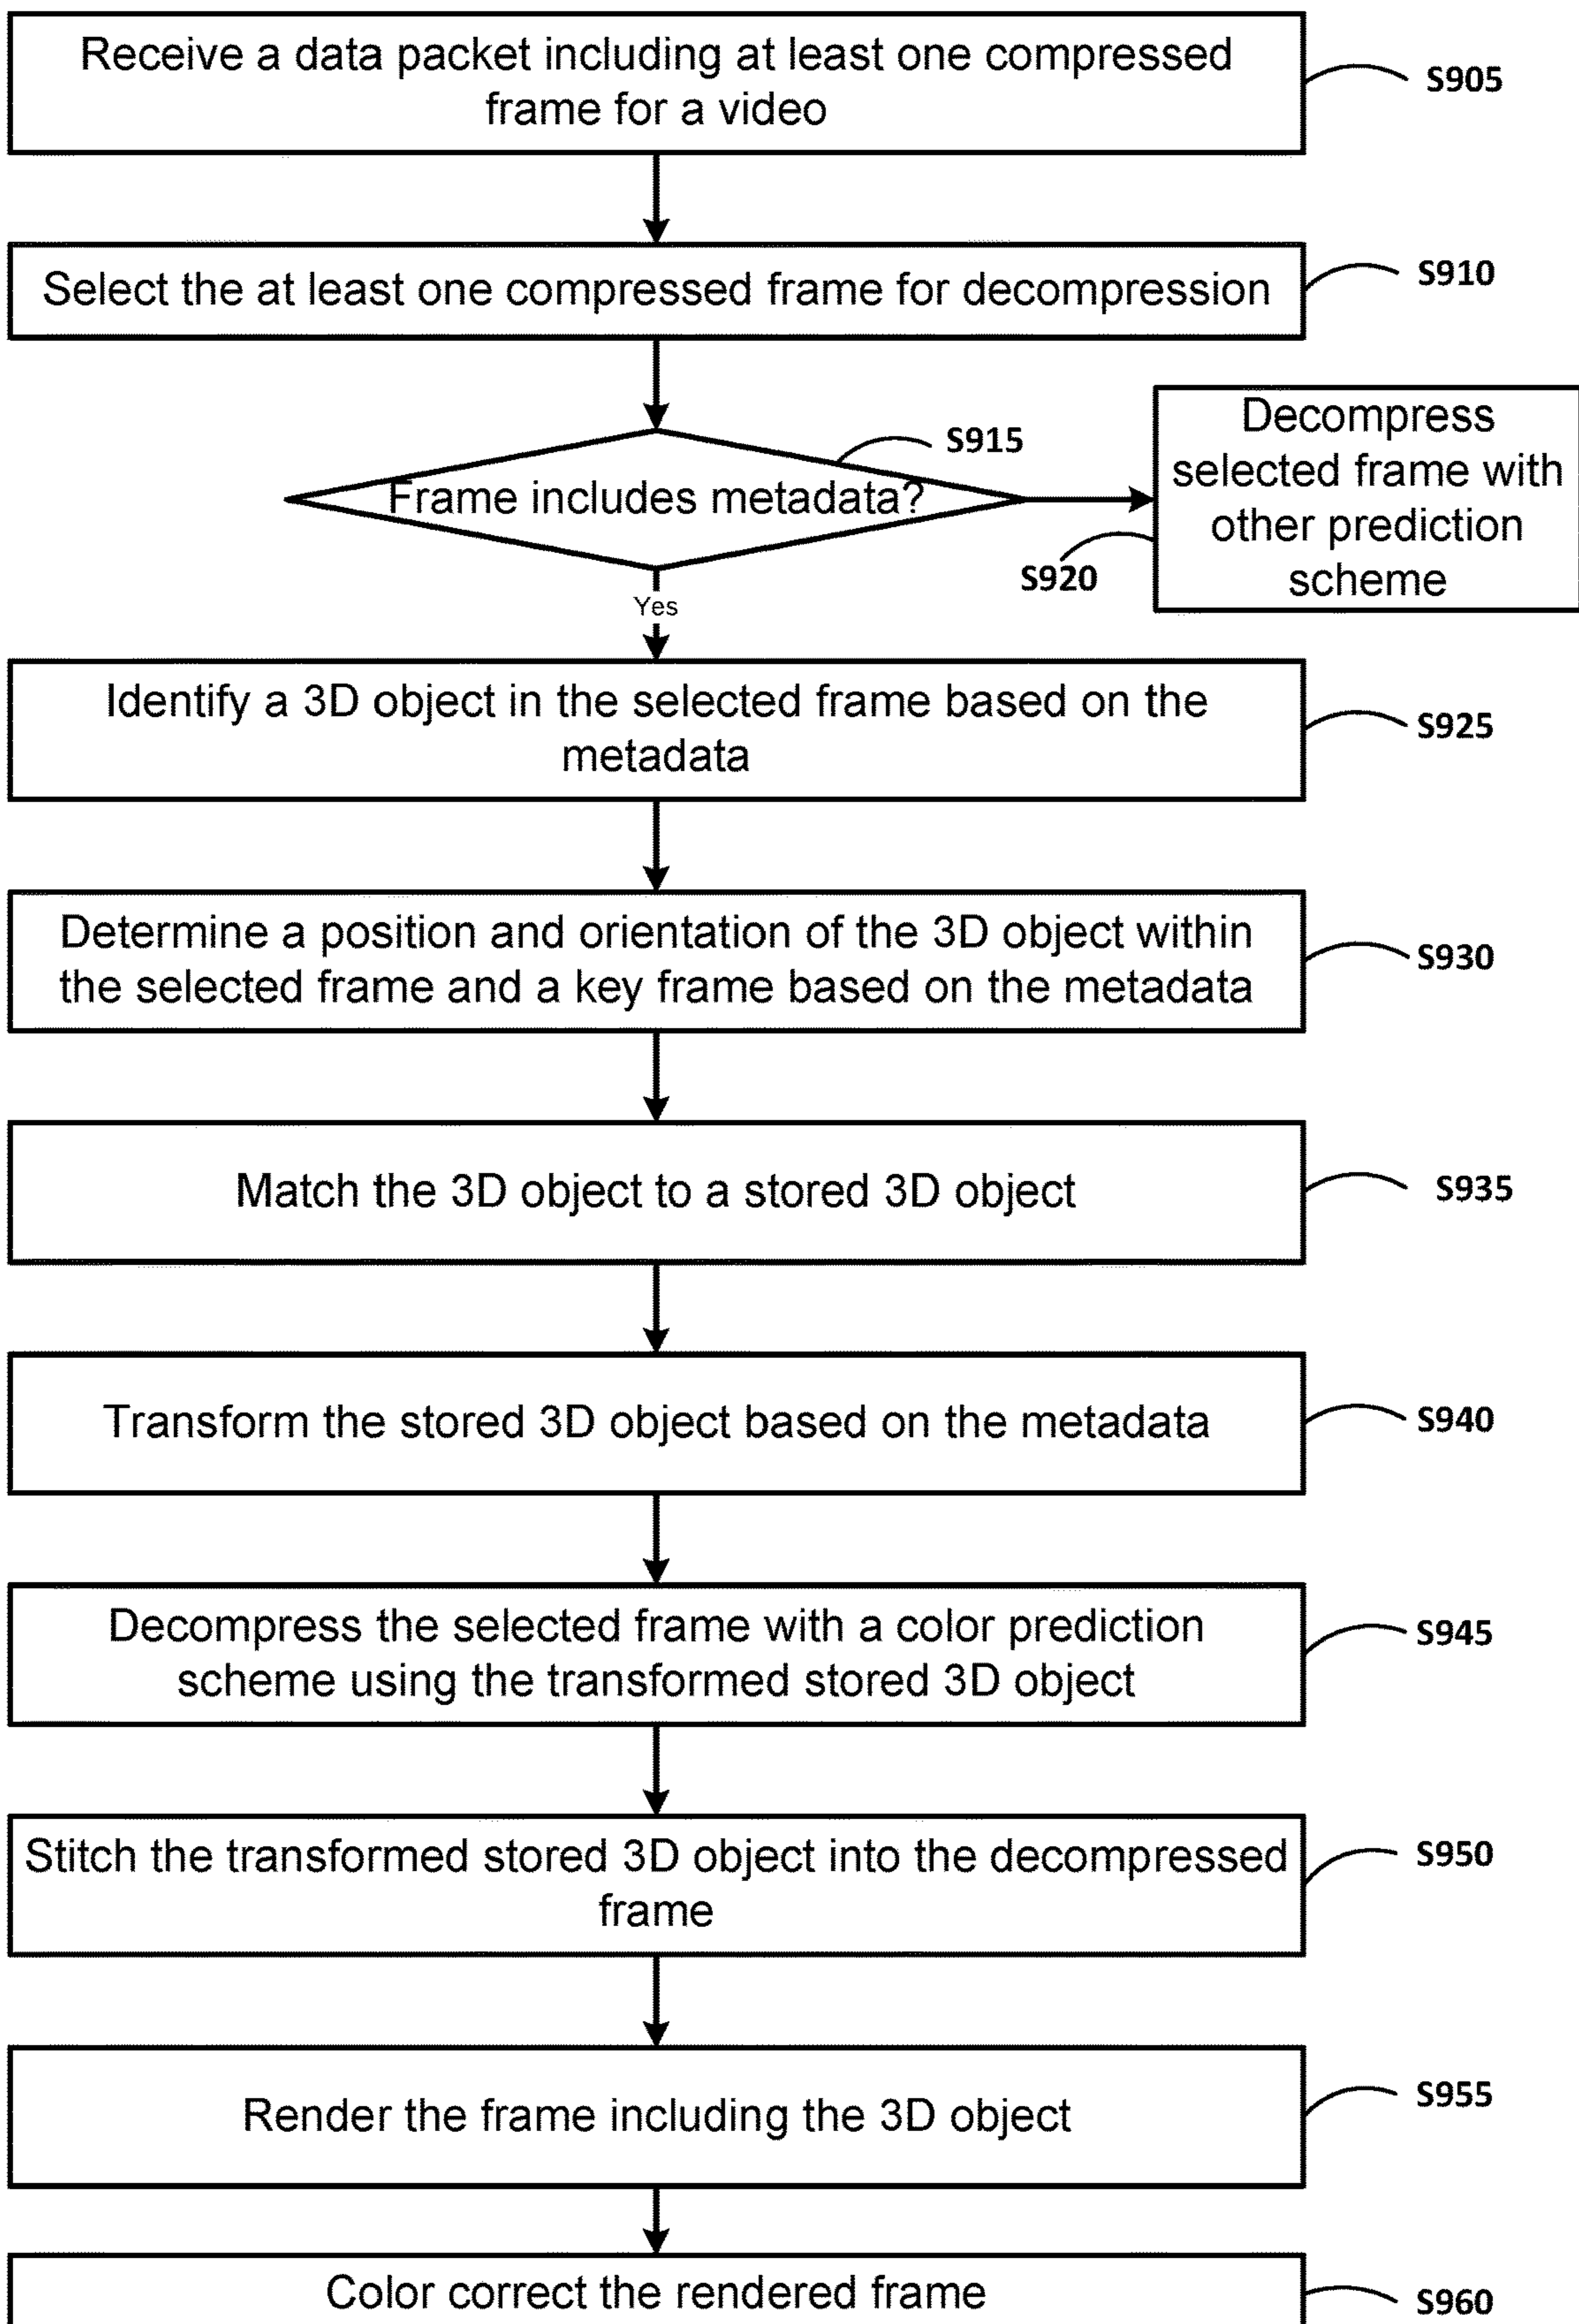 Receive a data packet including at least one compressed
frame for a video
S905
Select the at least one compressed frame for decompression
S910
Frame includes metadata?
S915
Decompress
selected frame with
other prediction
scheme
S920
Yes
Identify a 3D object in the selected frame based on the
metadata
S925
Determine a position and orientation of the 3D object within
the selected frame and a key frame based on the metadata
S930
Match the 3D object to a stored 3D object
S935
Transform the stored 3D object based on the metadata
S940
Decompress the selected frame with a color prediction
scheme using the transformed stored 3D object
S945
Stitch the transformed stored 3D object into the decompressed
frame
S950
Render the frame including the 3D object
S955
Color correct the rendered frame
S960